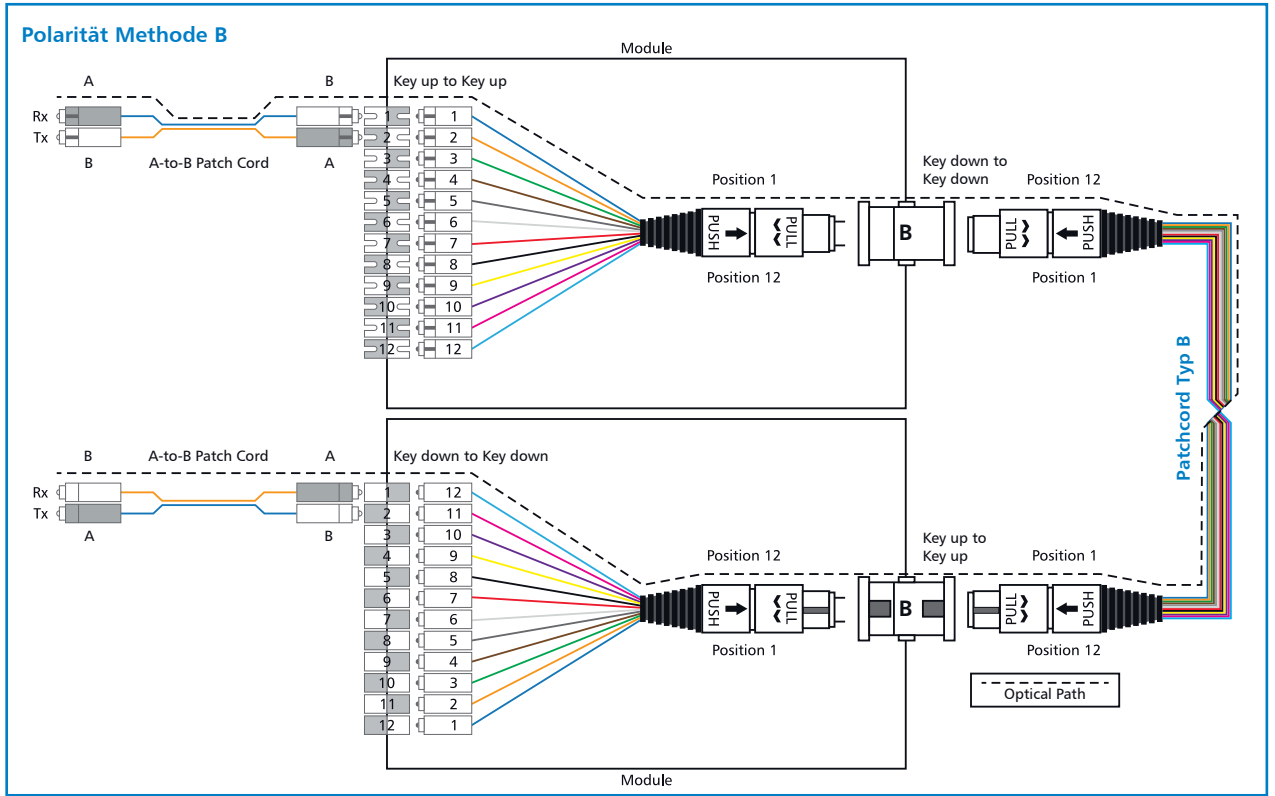 Polarität Methode B
Module
A
B
Key up to Key up
Rx
Tx
B
A-to-B Patch Cord
A
1 1
2 2
3 3
4 4
5 5
6 6
7 7
8 8
9 9
10 10
11 11
12 12
Position 1
PUSH
PULL
Position 12
Key down to
Key down
B
Position 12
PULL
PUSH
Position 1
Patchcord Typ B
B
A-to-B Patch Cord
A
Key down to Key down
Rx
Tx
A
B
1 12
2 11
3 10
4 9
5 8
6 7
7 6
8 5
9 4
10 3
11 2
12 1
Position 12
PUSH
PULL
Position 1
Key up to
Key up
B
Position 1
PULL
PUSH
Position 12
Optical Path
Module